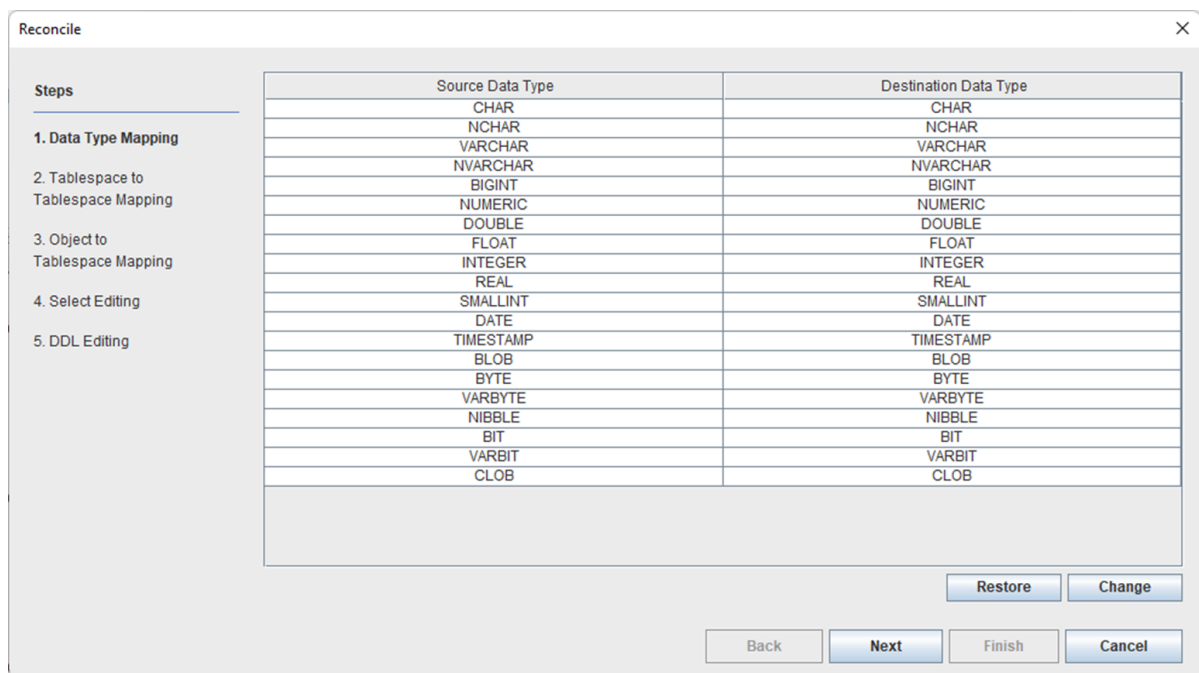 Reconcile
Steps
1. Data Type Mapping
2. Tablespace to
Tablespace Mapping
3. Object to
Tablespace Mapping
4. Select Editing
5. DDL Editing
Source Data Type Destination Data Type
CHAR CHAR
NCHAR NCHAR
VARCHAR VARCHAR
NVARCHAR NVARCHAR
BIGINT BIGINT
NUMERIC NUMERIC
DOUBLE DOUBLE
FLOAT FLOAT
INTEGER INTEGER
REAL REAL
SMALLINT SMALLINT
DATE DATE
TIMESTAMP TIMESTAMP
BLOB BLOB
BYTE BYTE
VARBYTE VARBYTE
NIBBLE NIBBLE
BIT BIT
VARBIT VARBIT
CLOB CLOB
Restore Change
Back Next Finish Cancel